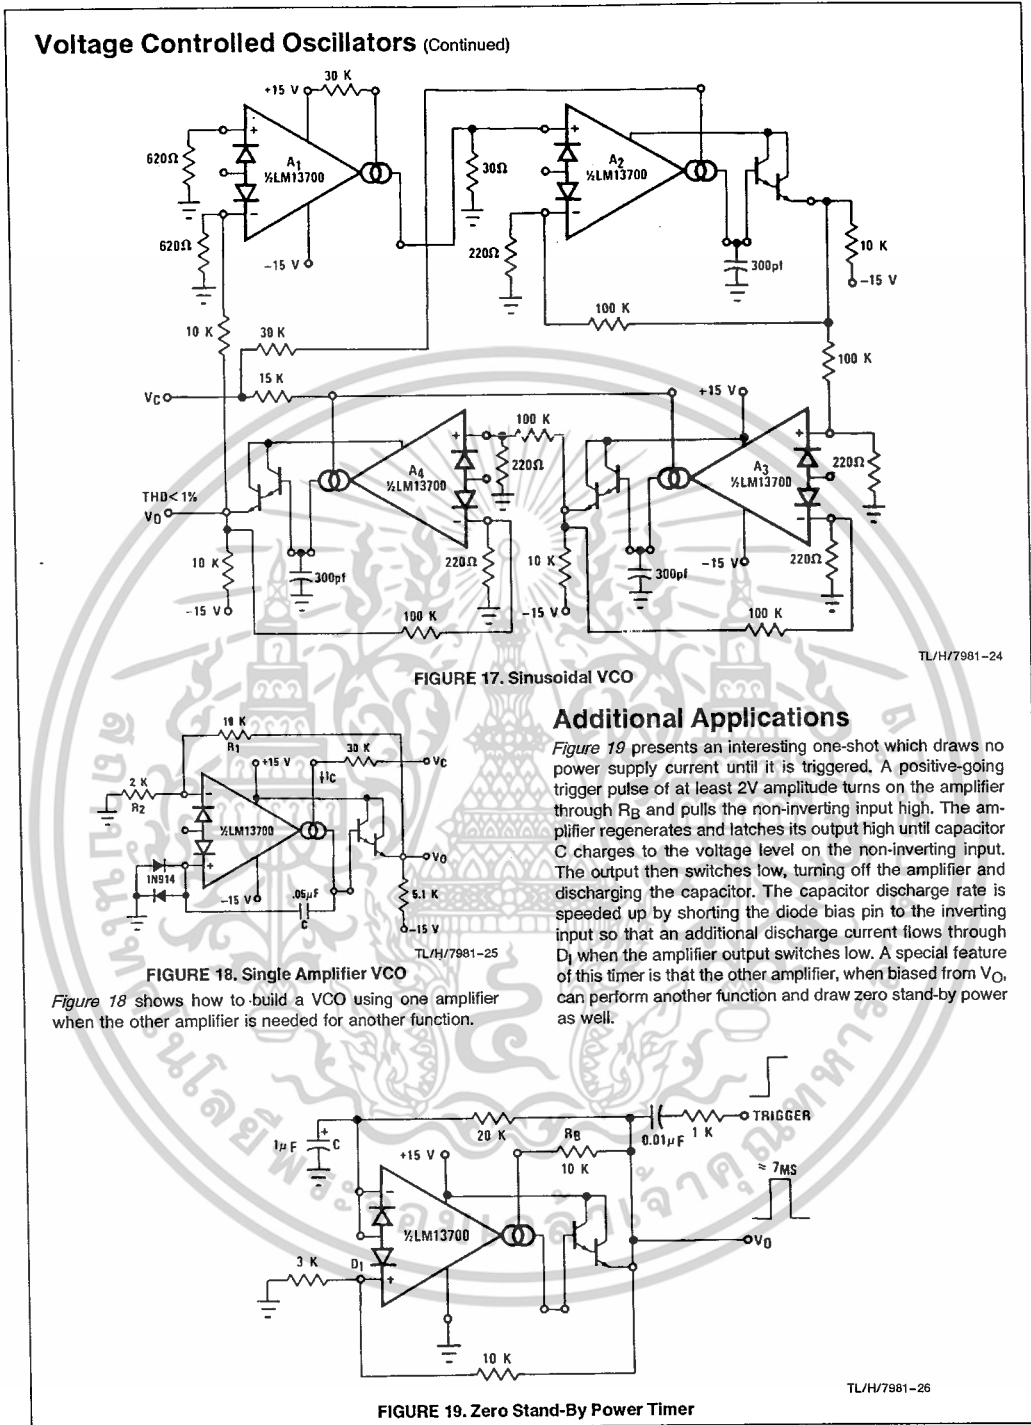 Voltage Controlled Oscillators (Continued)
+15 V
30 K
620Ω
+
A1
½LM13700
−
620Ω
−15 V
30Ω
+
A2
½LM13700
−
220Ω
300pf
10 K
−15 V
100 K
10 K
30 K
100 K
VC
15 K
+15 V
100 K
+
A4
½LM13700
−
220Ω
+
A3
½LM13700
−
220Ω
THD<1%
VO
10 K
300pf
220Ω
10 K
300pf
−15 V
220Ω
−15 V
100 K
−15 V
100 K
TL/H/7981–24
FIGURE 17. Sinusoidal VCO
10 K
R1
+15 V
30 K
IC
VC
2 K
R2
−
½LM13700
+
VO
1N914
−15 V
.05μF
C
5.1 K
−15 V
TL/H/7981–25
FIGURE 18. Single Amplifier VCO
Figure 18 shows how to build a VCO using one amplifier
when the other amplifier is needed for another function.
Additional Applications
Figure 19 presents an interesting one-shot which draws no
power supply current until it is triggered. A positive-going
trigger pulse of at least 2V amplitude turns on the amplifier
through RB and pulls the non-inverting input high. The am-
plifier regenerates and latches its output high until capacitor
C charges to the voltage level on the non-inverting input.
The output then switches low, turning off the amplifier and
discharging the capacitor. The capacitor discharge rate is
speeded up by shorting the diode bias pin to the inverting
input so that an additional discharge current flows through
DI when the amplifier output switches low. A special feature
of this timer is that the other amplifier, when biased from VO,
can perform another function and draw zero stand-by power
as well.
1μF
+
C
20 K
0.01μF
1 K
TRIGGER
+15 V
RB
10 K
≈ 7MS
−
½LM13700
DI
+
3 K
VO
10 K
TL/H/7981–26
FIGURE 19. Zero Stand-By Power Timer